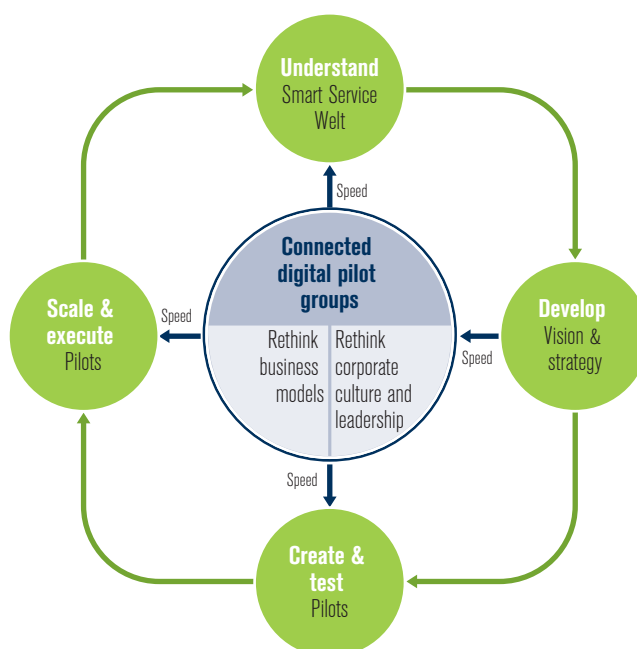 Understand
Smart Service
Welt
Speed
Connected
digital pilot
groups
Scale &
execute
Pilots
Speed
Rethink
business
models
Rethink
corporate
culture and
leadership
Speed
Develop
Vision &
strategy
Speed
Create &
test
Pilots